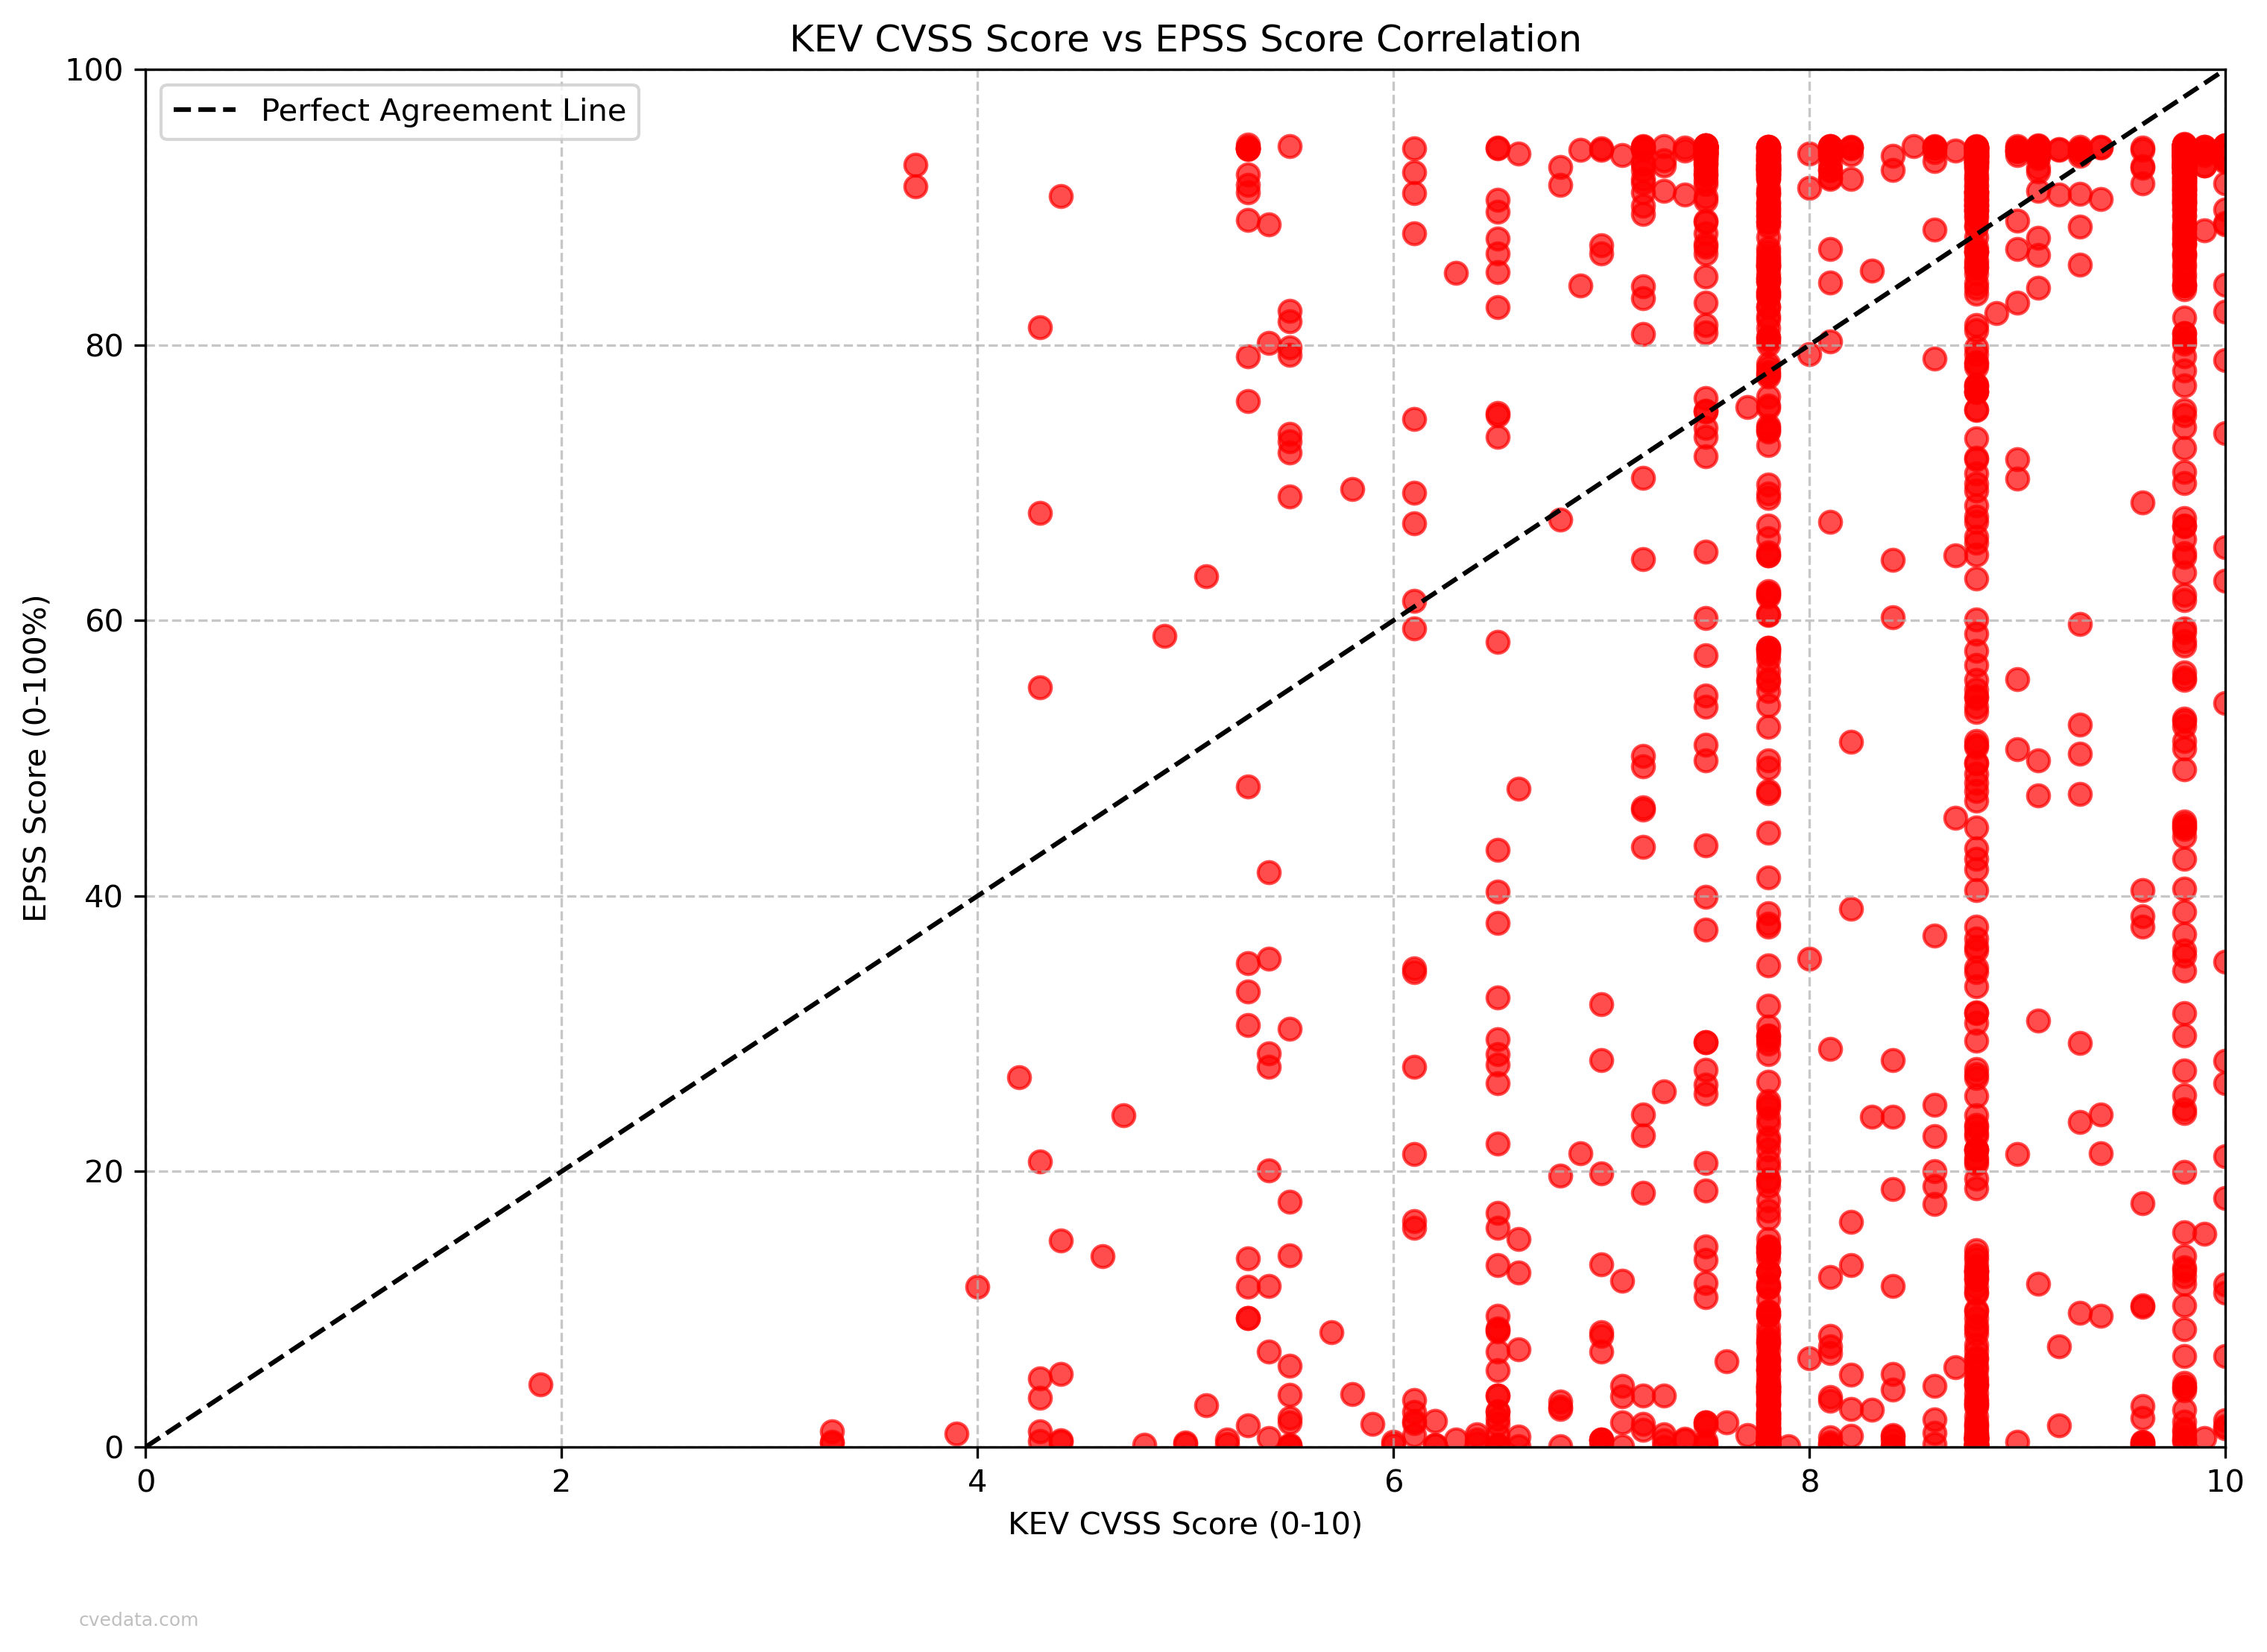 KEV CVSS Score vs EPSS Score Correlation
100
Perfect Agreement Line
80
60
40
20
0
EPSS Score (0-100%)
0 2 4 6 8 10
KEV CVSS Score (0-10)
cvedata.com